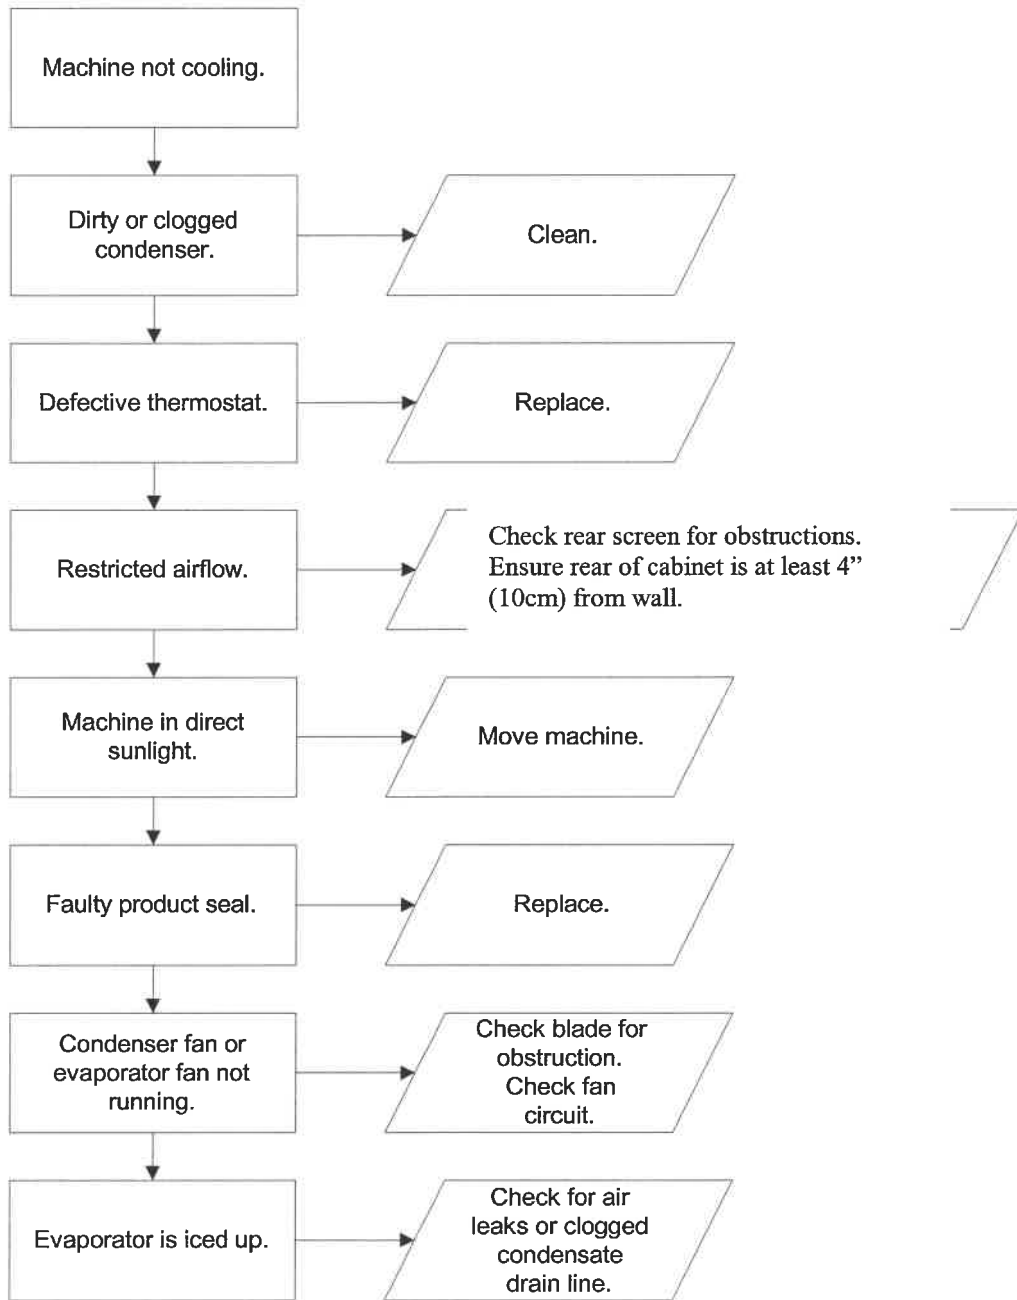 Machine not cooling.
Dirty or clogged
condenser.
Clean.
Defective thermostat.
Replace.
Restricted airflow.
Check rear screen for obstructions.
Ensure rear of cabinet is at least 4”
(10cm) from wall.
Machine in direct
sunlight.
Move machine.
Faulty product seal.
Replace.
Condenser fan or
evaporator fan not
running.
Check blade for
obstruction.
Check fan
circuit.
Evaporator is iced up.
Check for air
leaks or clogged
condensate
drain line.